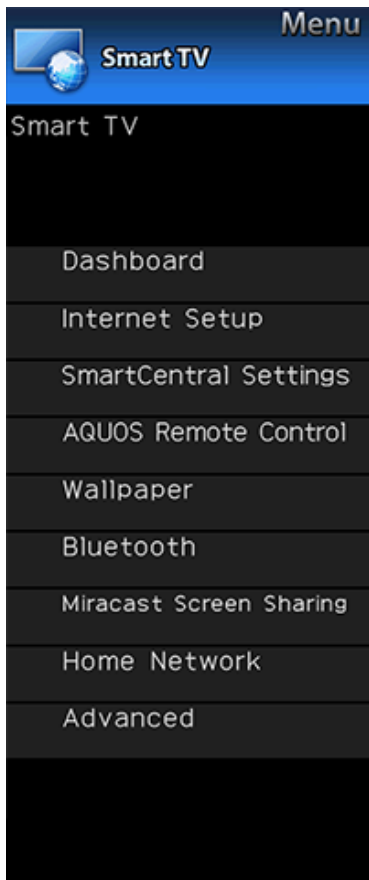 Menu
Smart TV
Smart TV
Dashboard
Internet Setup
SmartCentral Settings
AQUOS Remote Control
Wallpaper
Bluetooth
Miracast Screen Sharing
Home Network
Advanced